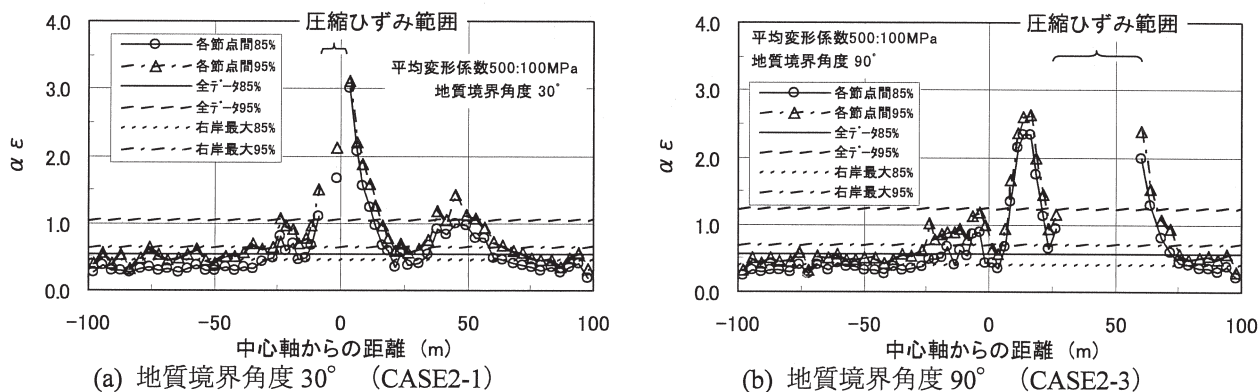 圧縮ひずみ範囲
4.0
3.0
2.0
1.0
0.0
αε
各節点間85%
各節点間95%
全ﾃﾞｰﾀ85%
全ﾃﾞｰﾀ95%
右岸最大85%
右岸最大95%
平均変形係数500:100MPa
地質境界角度 30°
-100
-50
0
50
100
中心軸からの距離 (m)
(a) 地質境界角度30° (CASE2-1)
圧縮ひずみ範囲
4.0
3.0
2.0
1.0
0.0
αε
平均変形係数500:100MPa
地質境界角度 90°
各節点間85%
各節点間95%
全ﾃﾞｰﾀ85%
全ﾃﾞｰﾀ95%
右岸最大85%
右岸最大95%
-100
-50
0
50
100
中心軸からの距離 (m)
(b) 地質境界角度90° (CASE2-3)